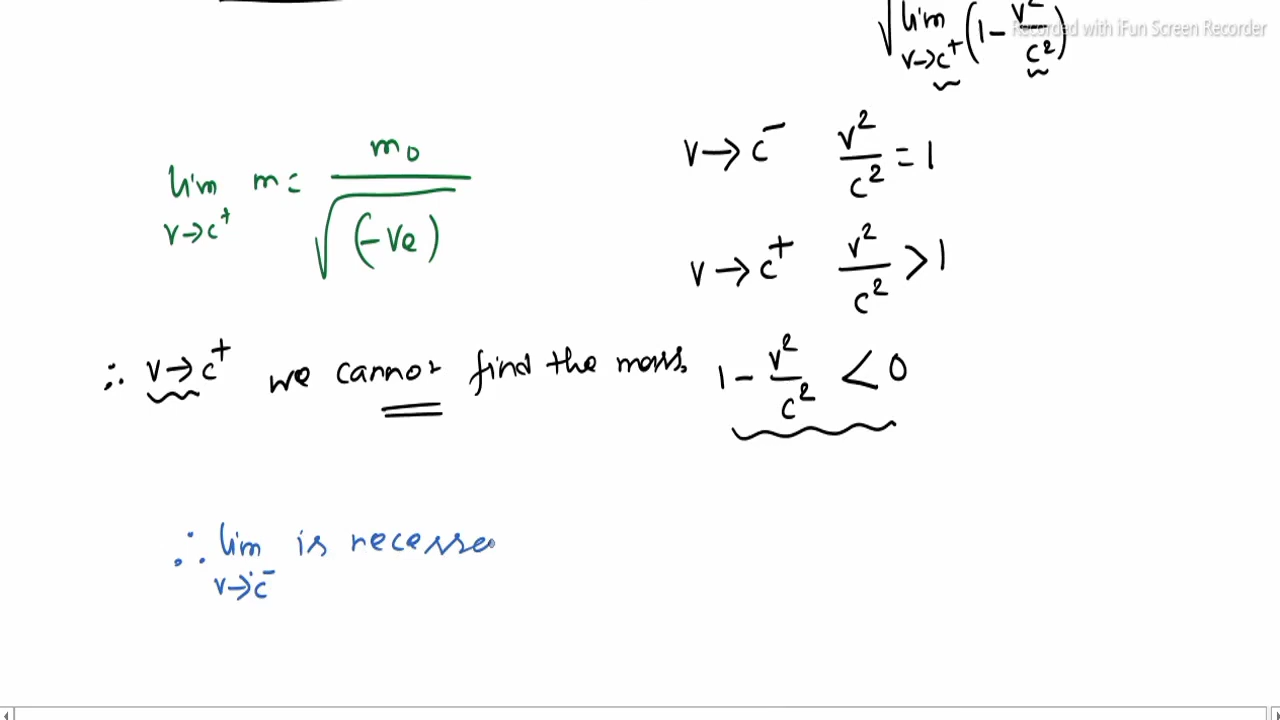 √lim v→c⁺ (1 - v²/c²)
Recorded with iFun Screen Recorder
v→c⁻ v²/c² = 1
lim v→c⁺ m = m₀/√(-ve)
v→c⁺ v²/c² > 1
∴ v→c⁺ we cannot find the mass. 1 - v²/c² < 0
∴ lim v→c⁻ is necesse